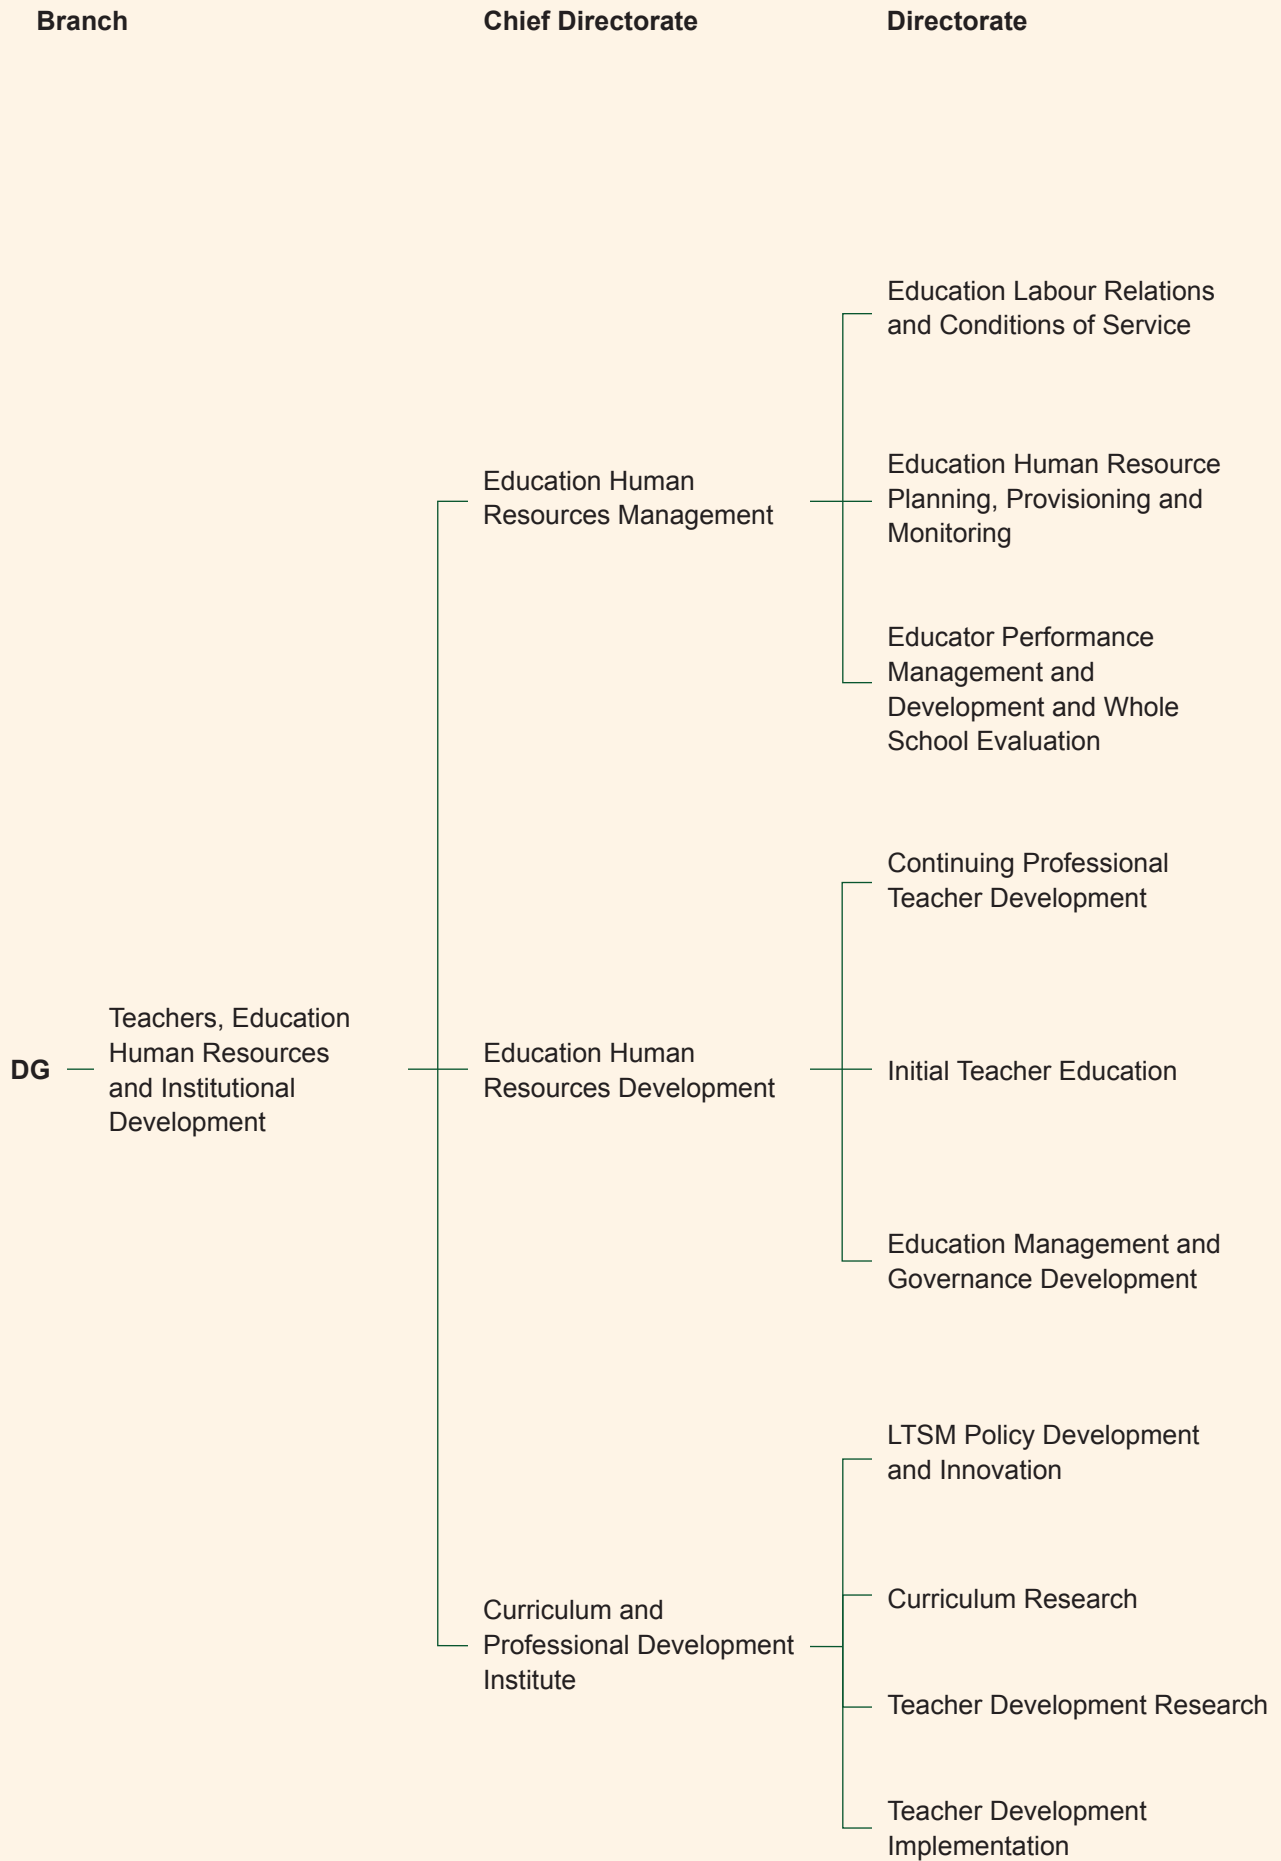 Branch
Chief Directorate
Directorate
Education Labour Relations
and Conditions of Service
Education Human
Resources Management
Education Human Resource
Planning, Provisioning and
Monitoring
Educator Performance
Management and
Development and Whole
School Evaluation
Continuing Professional
Teacher Development
DG
Teachers, Education
Human Resources
and Institutional
Development
Education Human
Resources Development
Initial Teacher Education
Education Management and
Governance Development
LTSM Policy Development
and Innovation
Curriculum and
Professional Development
Institute
Curriculum Research
Teacher Development Research
Teacher Development
Implementation